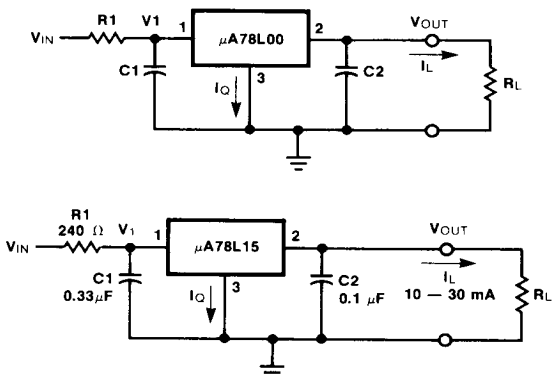 R1
V1
1
μA78L00
2
VOUT
VIN
C1
IQ
3
C2
IL
RL
R1
240 Ω
V1
1
μA78L15
2
VOUT
VIN
C1
0.33μF
IQ
3
C2
0.1 μF
IL
10 — 30 mA
RL